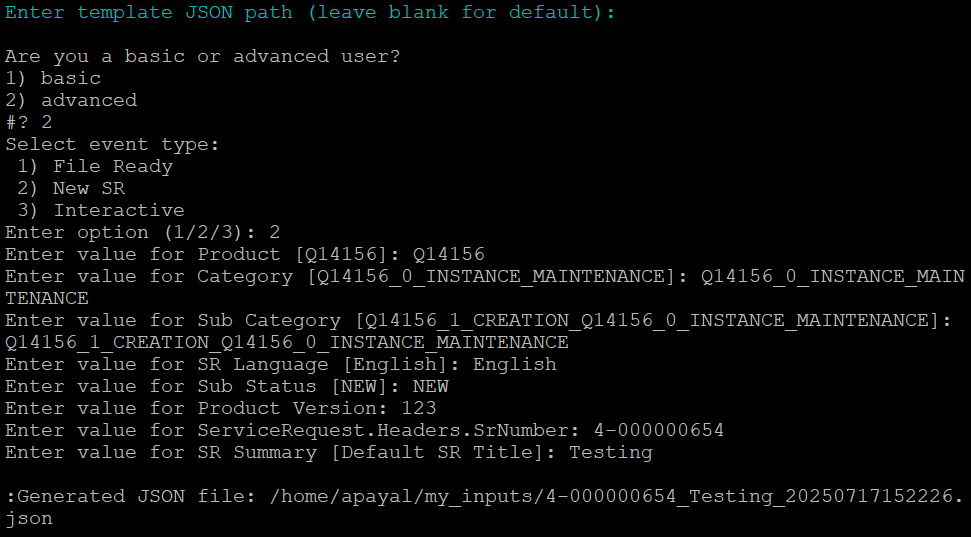 Enter template JSON path (leave blank for default):
Are you a basic or advanced user?
1) basic
2) advanced
#? 2
Select event type:
 1) File Ready
 2) New SR
 3) Interactive
Enter option (1/2/3): 2
Enter value for Product [Q14156]: Q14156
Enter value for Category [Q14156_0_INSTANCE_MAINTENANCE]: Q14156_0_INSTANCE_MAIN
TENANCE
Enter value for Sub Category [Q14156_1_CREATION_Q14156_0_INSTANCE_MAINTENANCE]:
Q14156_1_CREATION_Q14156_0_INSTANCE_MAINTENANCE
Enter value for SR Language [English]: English
Enter value for Sub Status [NEW]: NEW
Enter value for Product Version: 123
Enter value for ServiceRequest.Headers.SrNumber: 4-000000654
Enter value for SR Summary [Default SR Title]: Testing
:Generated JSON file: /home/apayal/my_inputs/4-000000654_Testing_20250717152226.
json